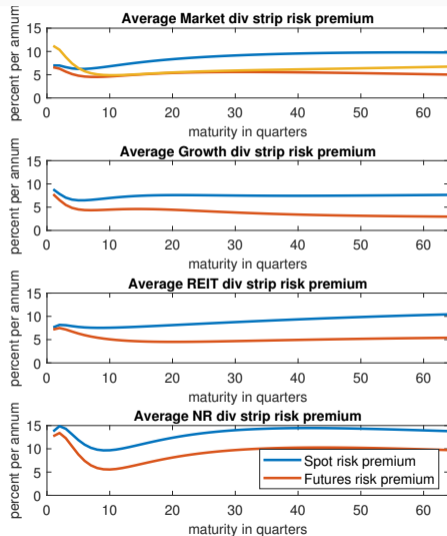 Average Market div strip risk premium
percent per annum
15
10
5
0
0 10 20 30 40 50 60
maturity in quarters
Average Growth div strip risk premium
percent per annum
15
10
5
0
0 10 20 30 40 50 60
maturity in quarters
Average REIT div strip risk premium
percent per annum
15
10
5
0
0 10 20 30 40 50 60
maturity in quarters
Average NR div strip risk premium
percent per annum
15
10
5
0
Spot risk premium
Futures risk premium
0 10 20 30 40 50 60
maturity in quarters